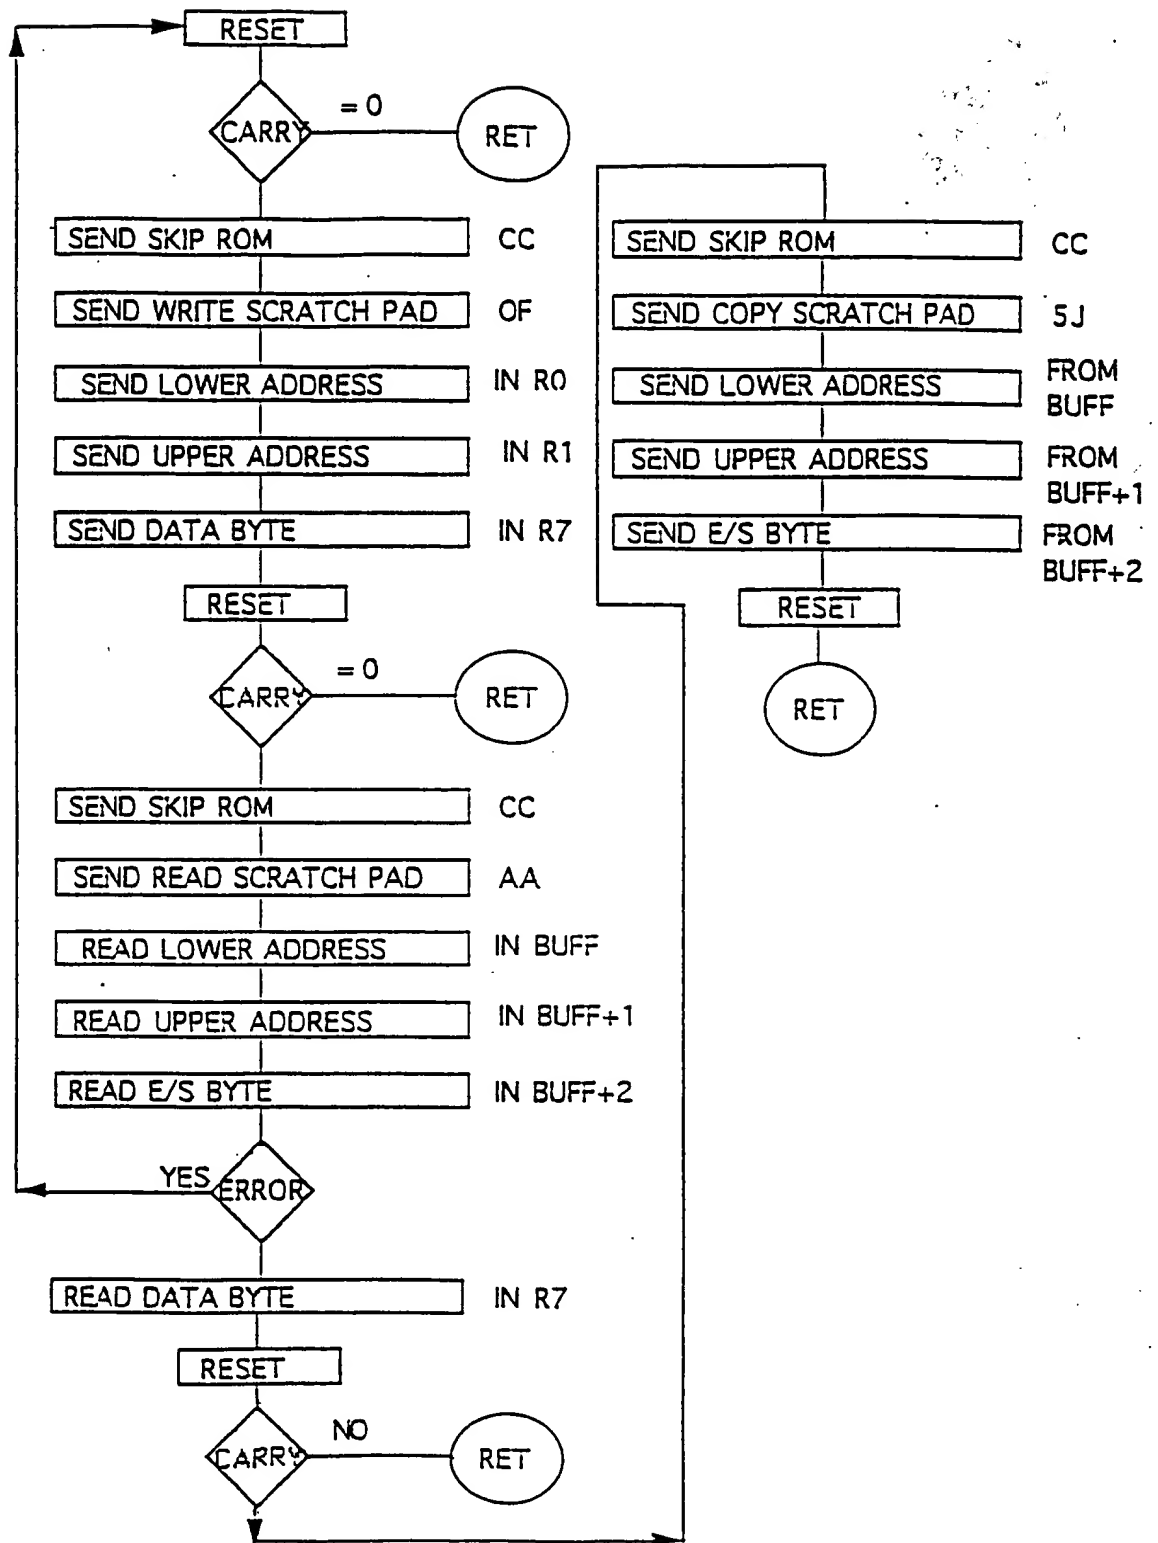 RESET
CARRY
= 0
RET
SEND SKIP ROM CC
SEND WRITE SCRATCH PAD OF
SEND LOWER ADDRESS IN R0
SEND UPPER ADDRESS IN R1
SEND DATA BYTE IN R7
RESET
CARRY
= 0
RET
SEND SKIP ROM CC
SEND READ SCRATCH PAD AA
READ LOWER ADDRESS IN BUFF
READ UPPER ADDRESS IN BUFF+1
READ E/S BYTE IN BUFF+2
YES
ERROR
READ DATA BYTE IN R7
RESET
CARRY
NO
RET
SEND SKIP ROM CC
SEND COPY SCRATCH PAD 5J
SEND LOWER ADDRESS
FROM
BUFF
SEND UPPER ADDRESS
FROM
BUFF+1
SEND E/S BYTE
FROM
BUFF+2
RESET
RET